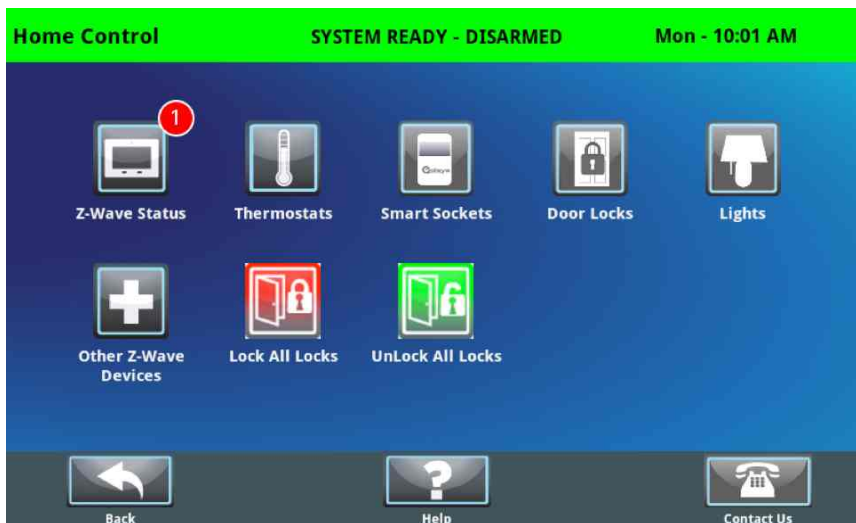 Home Control SYSTEM READY - DISARMED Mon - 10:01 AM
1
Z-Wave Status Thermostats Smart Sockets Door Locks Lights
Other Z-Wave Lock All Locks UnLock All Locks
Devices
Back Help Contact Us